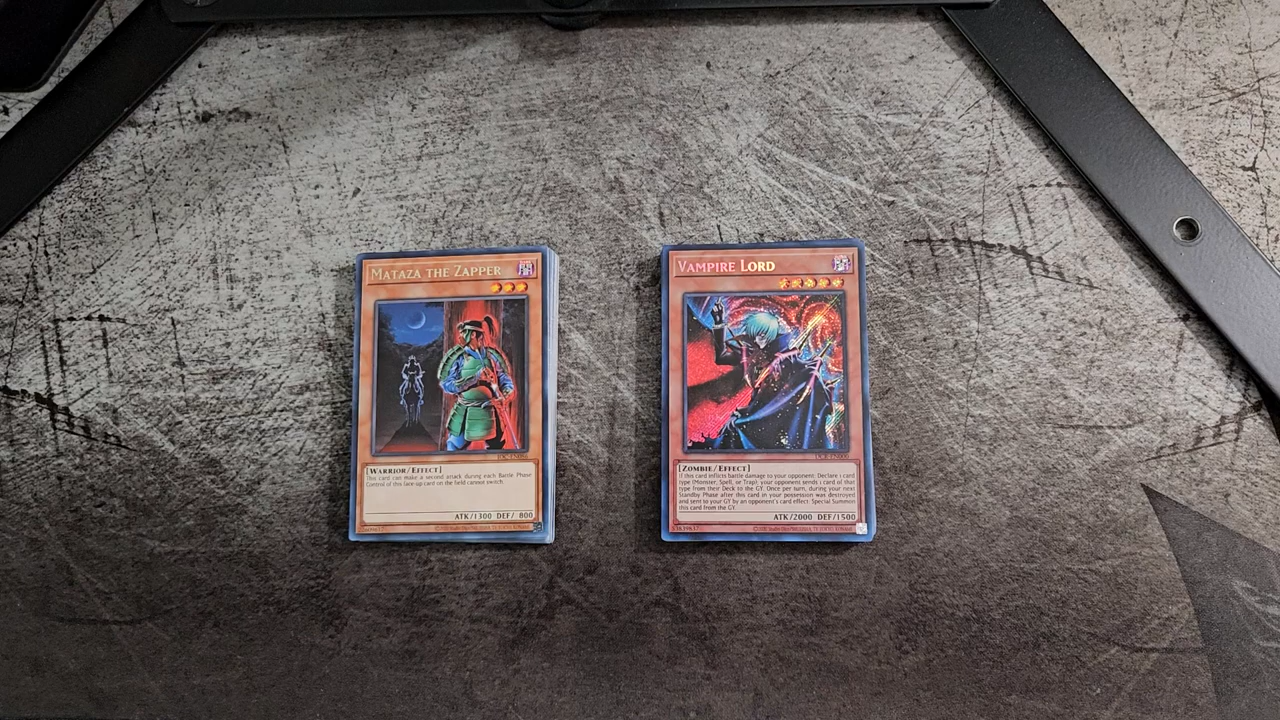 MATAZA THE ZAPPER
IOC-EN086
[WARRIOR/EFFECT]
This card can make a second attack during each Battle Phase.
Control of this face-up card on the field cannot switch.
ATK/1300 DEF/ 800
VAMPIRE LORD
DCR-EN000
[ZOMBIE/EFFECT]
If this card inflicts battle damage to your opponent: Declare 1 card
type (Monster, Spell, or Trap); your opponent sends 1 card of that
type from their Deck to the GY. Once per turn, during your next
Standby Phase after this card in your possession was destroyed
and sent to your GY by an opponent's card effect: Special Summon
this card from the GY.
ATK/2000 DEF/1500